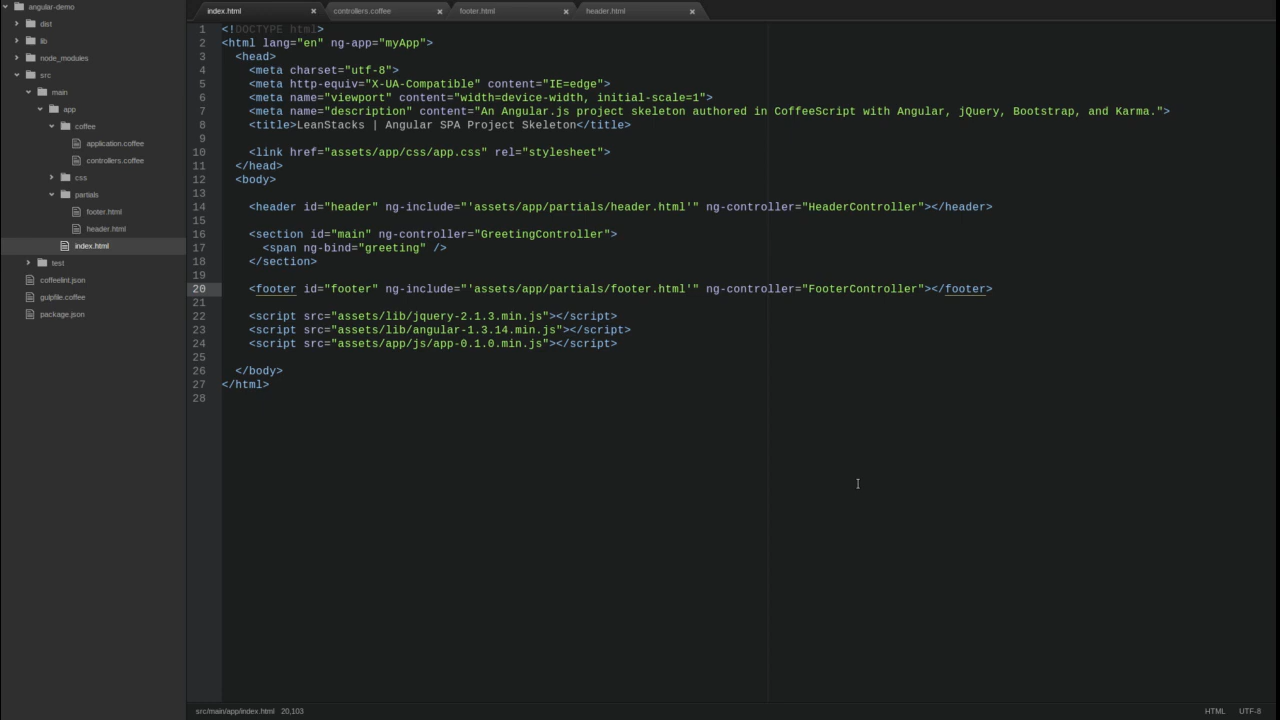 angular-demo
dist
lib
node_modules
src
main
app
coffee
application.coffee
controllers.coffee
css
partials
footer.html
header.html
index.html
test
coffeelint.json
gulpfile.coffee
package.json
index.html
controllers.coffee
footer.html
header.html
1 <!DOCTYPE html>
2 <html lang="en" ng-app="myApp">
3 <head>
4 <meta charset="utf-8">
5 <meta http-equiv="X-UA-Compatible" content="IE=edge">
6 <meta name="viewport" content="width=device-width, initial-scale=1">
7 <meta name="description" content="An Angular.js project skeleton authored in CoffeeScript with Angular, jQuery, Bootstrap, and Karma.">
8 <title>LeanStacks | Angular SPA Project Skeleton</title>
9
10 <link href="assets/app/css/app.css" rel="stylesheet">
11 </head>
12 <body>
13
14 <header id="header" ng-include="'assets/app/partials/header.html'" ng-controller="HeaderController"></header>
15
16 <section id="main" ng-controller="GreetingController">
17 <span ng-bind="greeting" />
18 </section>
19
20 <footer id="footer" ng-include="'assets/app/partials/footer.html'" ng-controller="FooterController"></footer>
21
22 <script src="assets/lib/jquery-2.1.3.min.js"></script>
23 <script src="assets/lib/angular-1.3.14.min.js"></script>
24 <script src="assets/app/js/app-0.1.0.min.js"></script>
25
26 </body>
27 </html>
28
src/main/app/index.html 20,103
HTML UTF-8